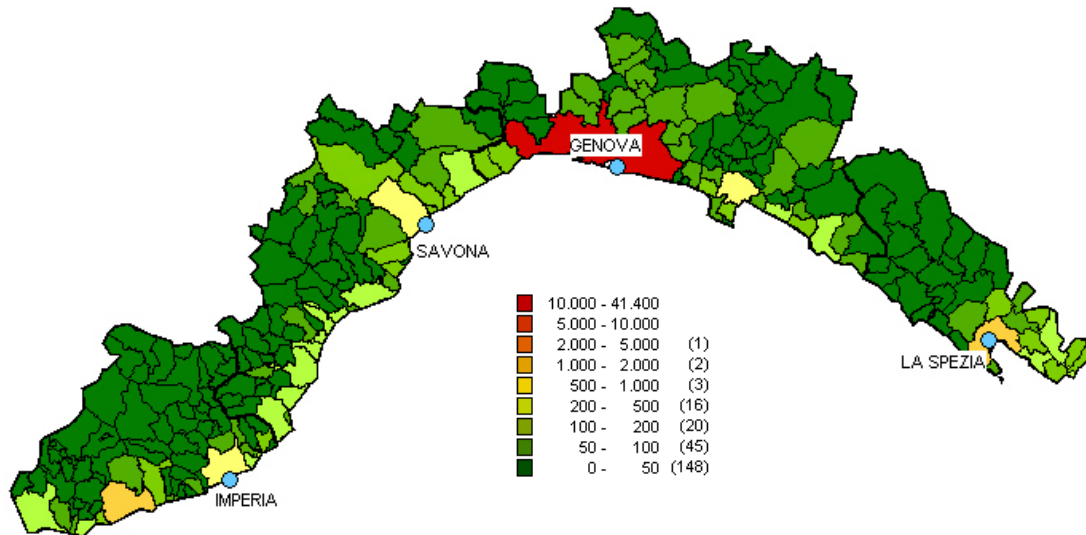 GENOVA
SAVONA
10.000 - 41.400
5.000 - 10.000
2.000 - 5.000 (1)
1.000 - 2.000 (2)
500 - 1.000 (3)
200 - 500 (16)
100 - 200 (20)
50 - 100 (45)
0 - 50 (148)
LA SPEZIA
IMPERIA